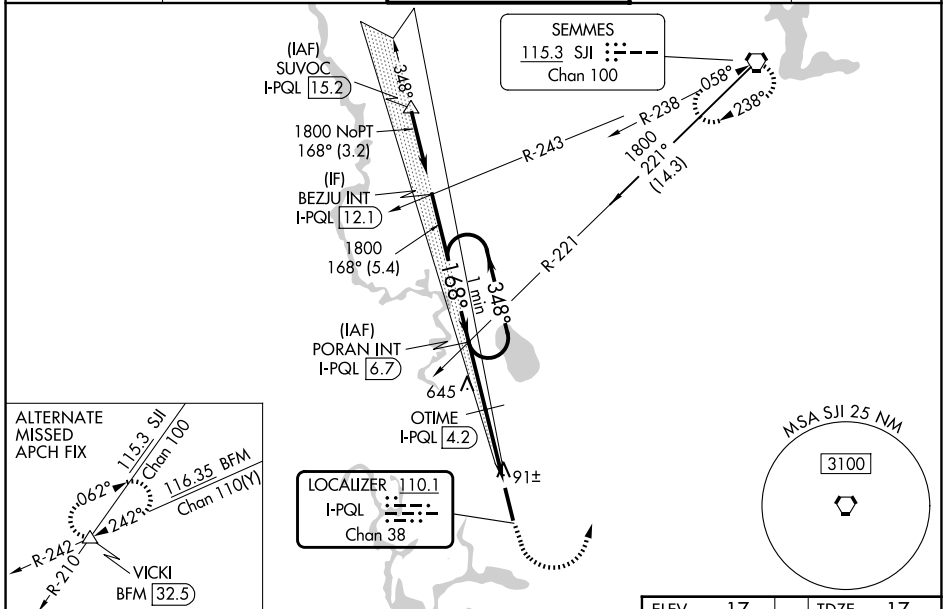 SEMMES
115.3 SJI
Chan 100
(IAF)
SUVOC
I-PQL 15.2
348°
058°
238°
R-238
R-243
1800 NoPT
168° (3.2)
1800
221°
(14.3)
(IF)
BEZJU INT
I-PQL 12.1
1800
168° (5.4)
R-221
168°
1 min
348°
(IAF)
PORAN INT
I-PQL 6.7
645
OTIME
I-PQL 4.2
91±
LOCALIZER 110.1
I-PQL
Chan 38
ALTERNATE
MISSED
APCH FIX
115.3 SJI
Chan 100
116.35 BFM
Chan 110(Y)
062°
242°
R-242
R-210
VICKI
BFM 32.5
MSA SJI 25 NM
3100
ELEV 17
TDZE 17